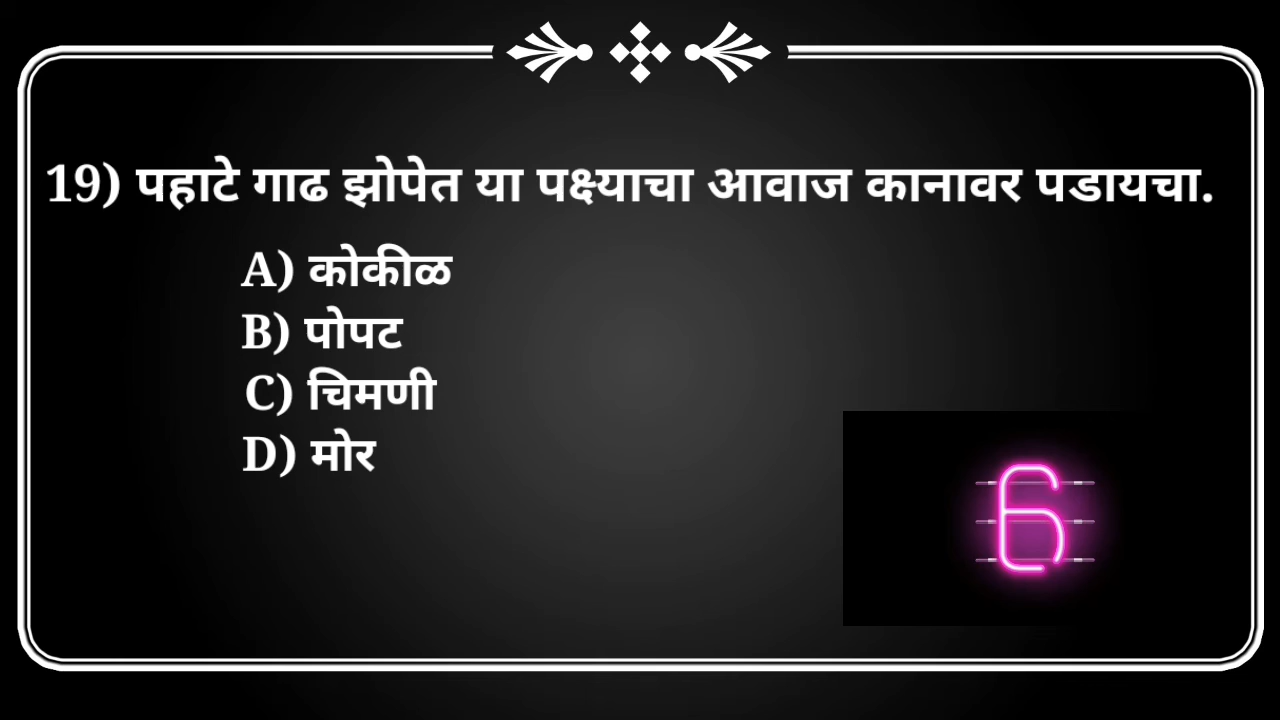 19) पहाटे गाढ झोपेत या पक्ष्याचा आवाज कानावर पडायचा.
A) कोकीळ
B) पोपट
C) चिमणी
D) मोर
6